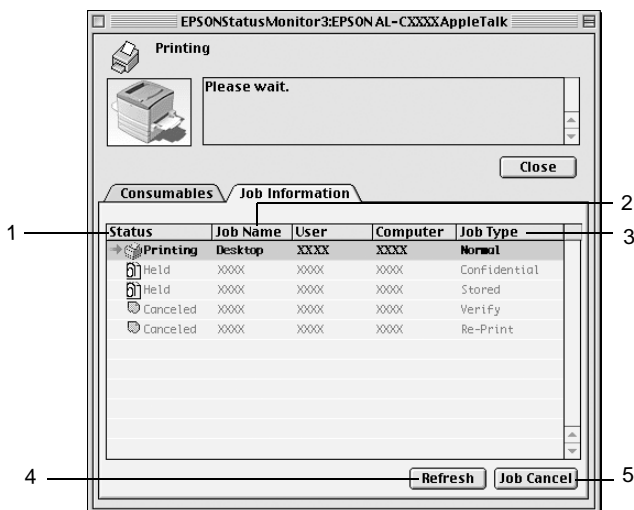 EPSONStatusMonitor3:EPSON AL-CXXXXAppleTalk
Printing
Please wait.
Close
Consumables Job Information
2
1 Status Job Name User Computer Job Type 3
Printing Desktop XXXX XXXX Normal
Held XXXX XXXX XXXX Confidential
Held XXXX XXXX XXXX Stored
Canceled XXXX XXXX XXXX Verify
Canceled XXXX XXXX XXXX Re-Print
4 Refresh Job Cancel 5